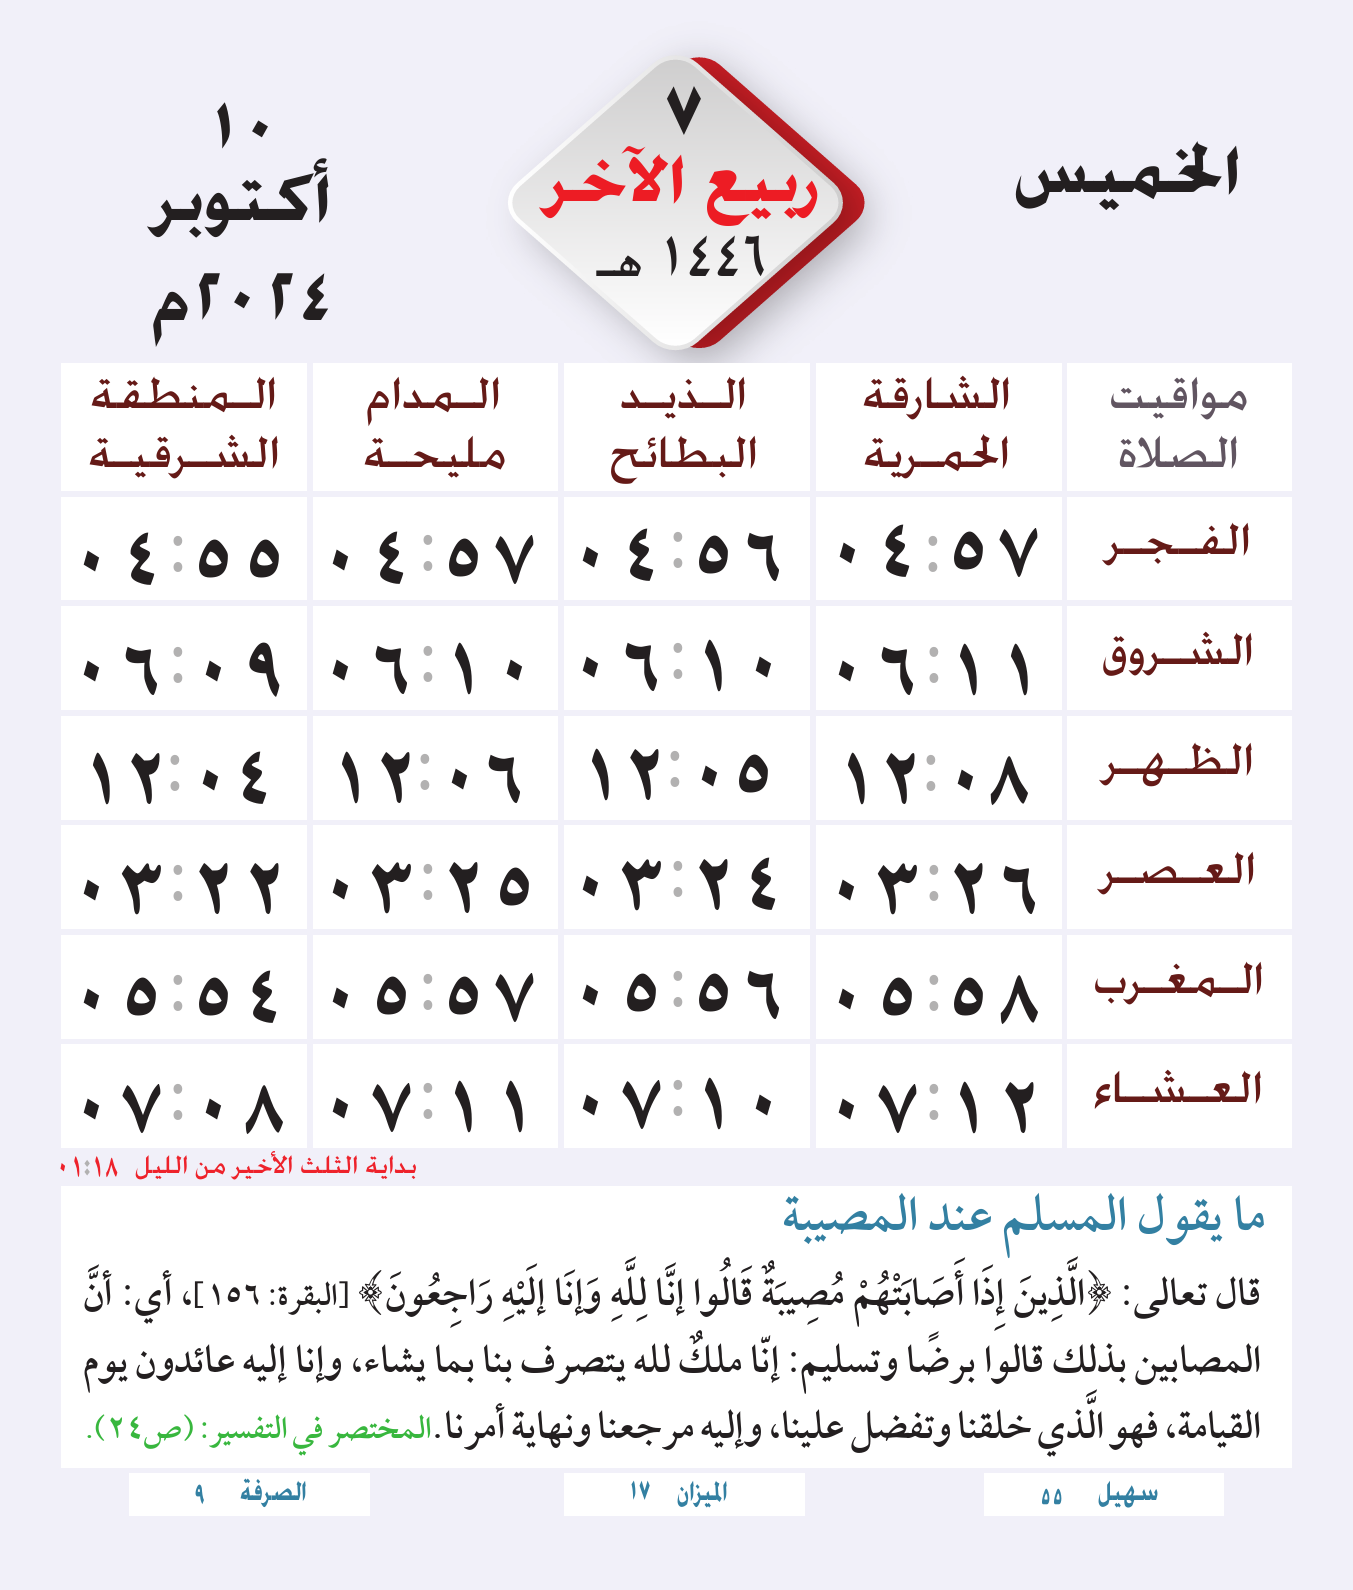 الخميس
٧
ربيع الآخر
١٤٤٦ هـ
١٠
أكتوبر
٢٠٢٤م
مواقيت الصلاة
الشارقة الحمرية
الذيد البطائح
المدام مليحة
المنطقة الشرقية
الفجر ٠٤:٥٧ ٠٤:٥٦ ٠٤:٥٧ ٠٤:٥٥
الشروق ٠٦:١١ ٠٦:١٠ ٠٦:١٠ ٠٦:٠٩
الظهر ١٢:٠٨ ١٢:٠٥ ١٢:٠٦ ١٢:٠٤
العصر ٠٣:٢٦ ٠٣:٢٤ ٠٣:٢٥ ٠٣:٢٢
المغرب ٠٥:٥٨ ٠٥:٥٦ ٠٥:٥٧ ٠٥:٥٤
العشاء ٠٧:١٢ ٠٧:١٠ ٠٧:١١ ٠٧:٠٨
بداية الثلث الأخير من الليل ٠١:١٨
ما يقول المسلم عند المصيبة
قال تعالى: ﴿الَّذِينَ إِذَا أَصَابَتْهُمْ مُصِيبَةٌ قَالُوا إنَّا لِلَّهِ وَإنَا إلَيْهِ رَاجِعُونَ﴾ [البقرة: ١٥٦]، أي: أنَّ
المصابين بذلك قالوا برضًا وتسليم: إنّا ملكٌ لله يتصرف بنا بما يشاء، وإنا إليه عائدون يوم
القيامة، فهو الَّذي خلقنا وتفضل علينا، وإليه مرجعنا ونهاية أمرنا. المختصر في التفسير: (ص٢٤).
سهيل ٥٥
الميزان ١٧
الصرفة ٩